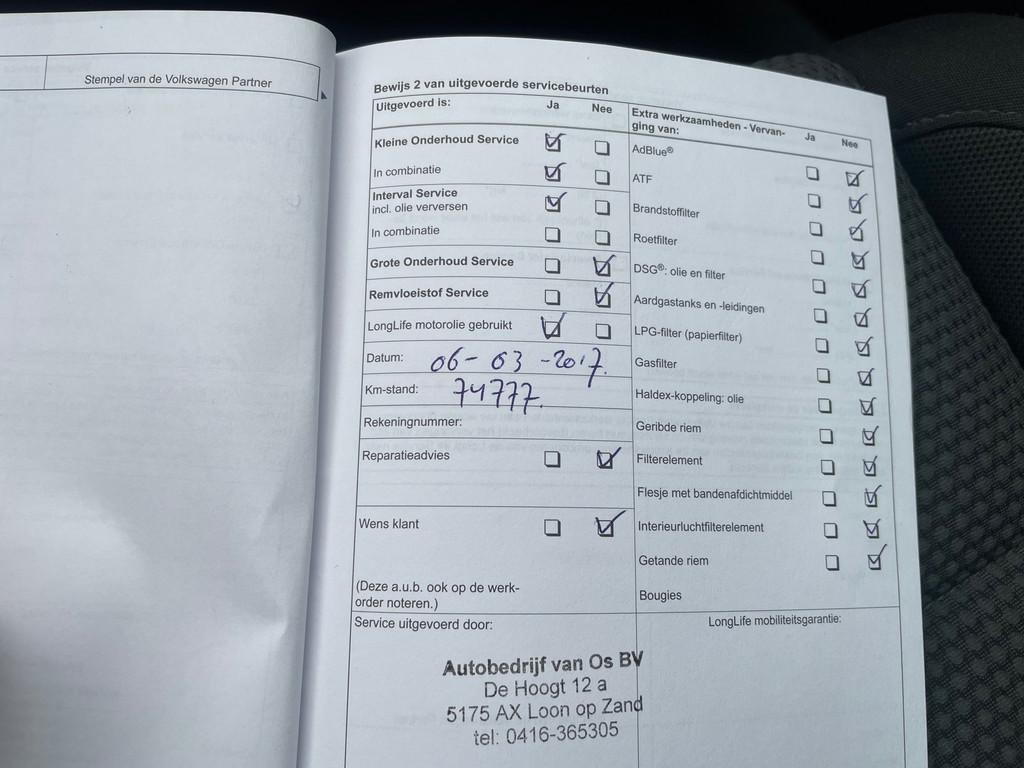 Stempel van de Volkswagen Partner
Bewijs 2 van uitgevoerde servicebeurten
Uitgevoerd is: Ja Nee
Kleine Onderhoud Service
In combinatie
Interval Service
incl. olie verversen
In combinatie
Grote Onderhoud Service
Remvloeistof Service
LongLife motorolie gebruikt
Datum: 06-03-2017.
Km-stand: 74777.
Rekeningnummer:
Reparatieadvies
Wens klant
(Deze a.u.b. ook op de werk-
order noteren.)
Extra werkzaamheden - Vervan-
ging van: Ja Nee
AdBlue®
ATF
Brandstoffilter
Roetfilter
DSG®: olie en filter
Aardgastanks en -leidingen
LPG-filter (papierfilter)
Gasfilter
Haldex-koppeling: olie
Geribde riem
Filterelement
Flesje met bandenafdichtmiddel
Interieurluchtfilterelement
Getande riem
Bougies
Service uitgevoerd door:
LongLife mobiliteitsgarantie:
Autobedrijf van Os BV
De Hoogt 12 a
5175 AX Loon op Zand
tel: 0416-365305